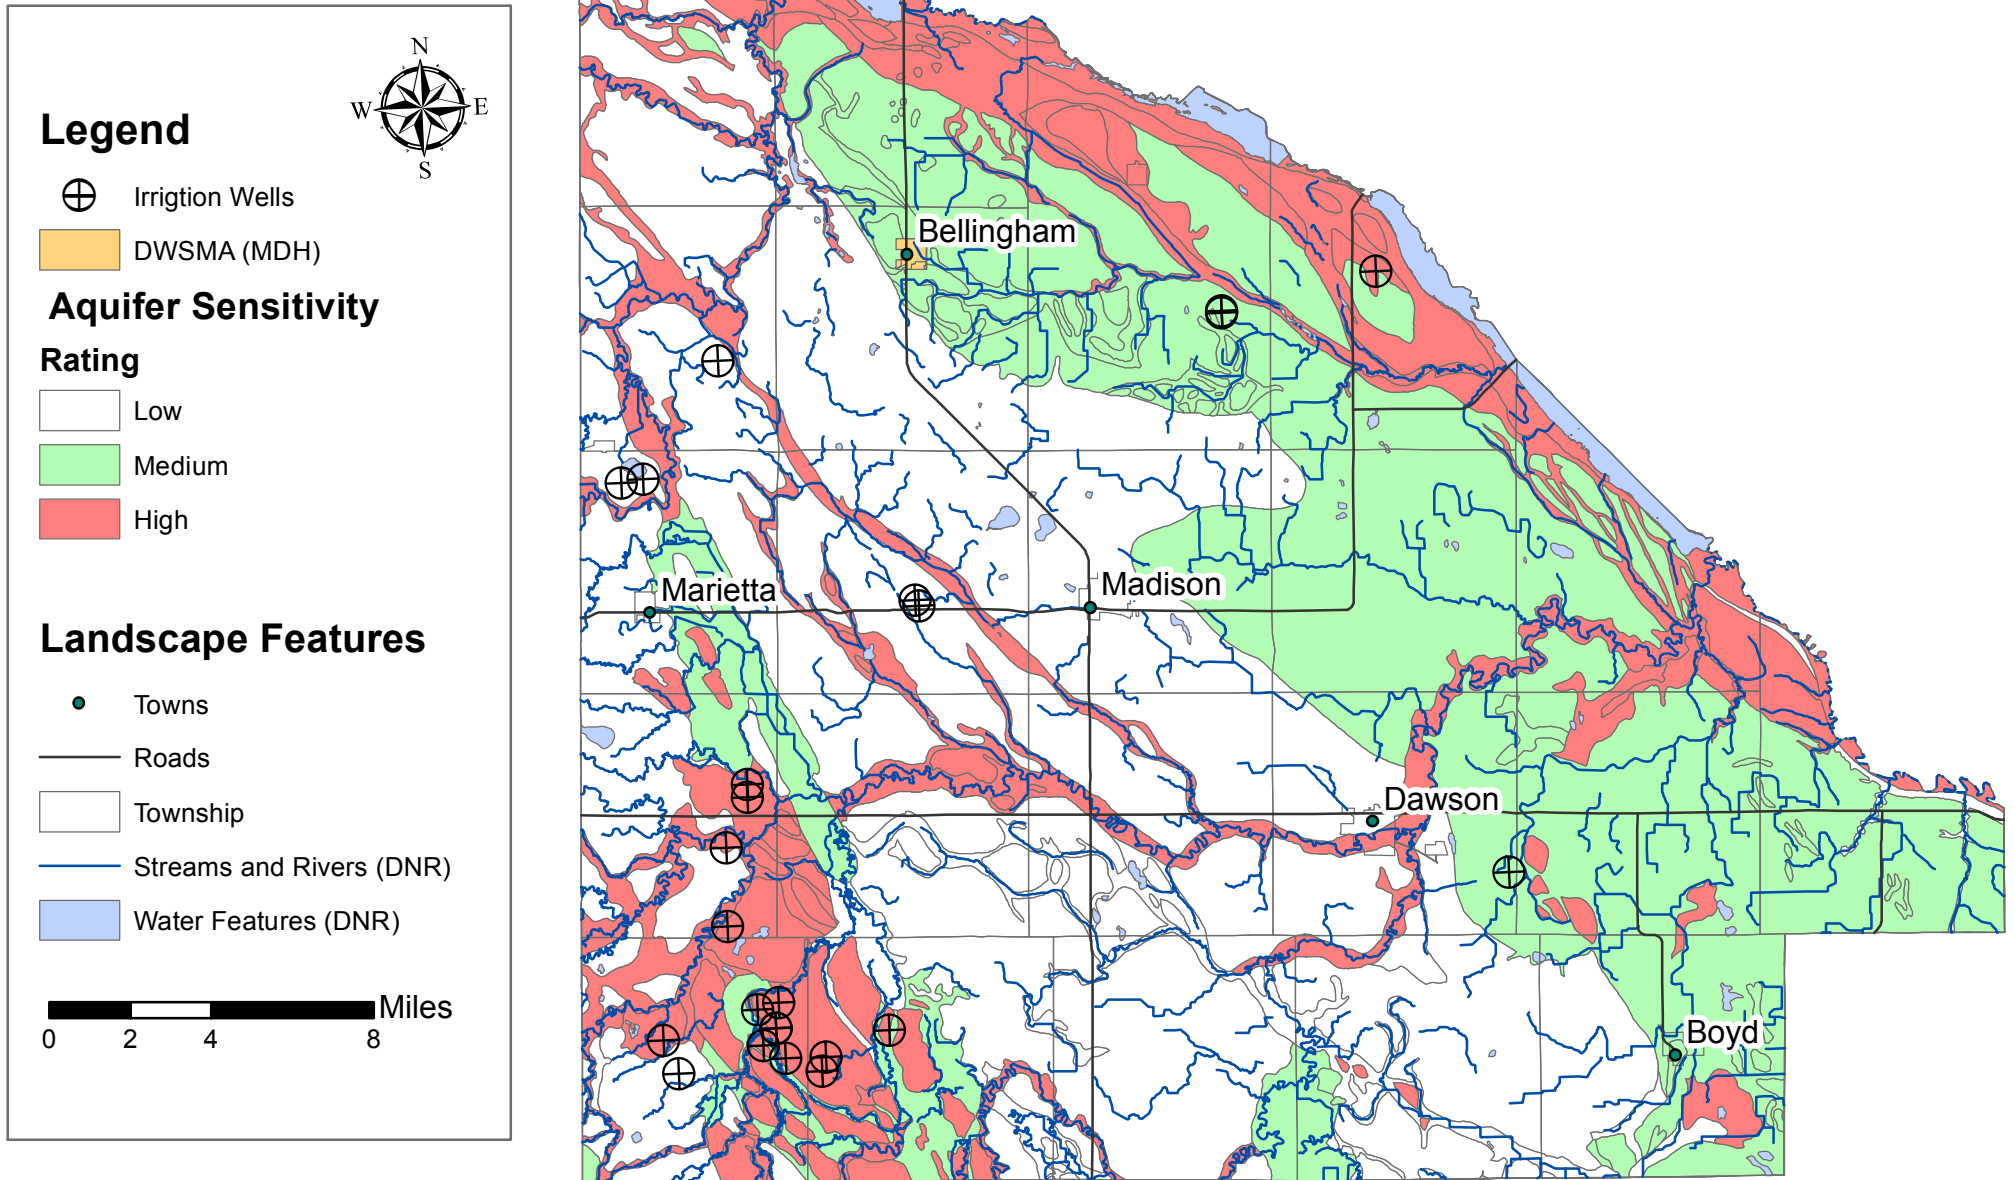 N
W E
S
Legend
Irrigtion Wells
DWSMA (MDH)
Aquifer Sensitivity
Rating
Low
Medium
High
Landscape Features
Towns
Roads
Township
Streams and Rivers (DNR)
Water Features (DNR)
Miles
0 2 4 8
Bellingham
Marietta
Madison
Dawson
Boyd